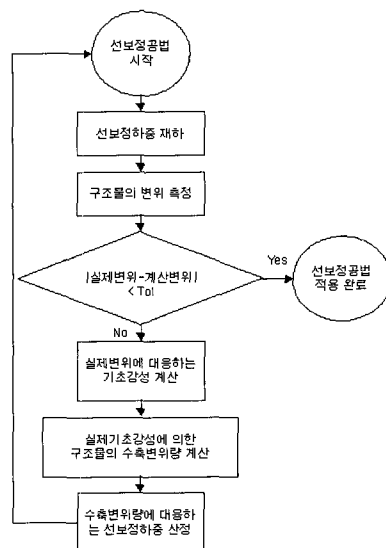 선보정공법
시작
선보정하중 재하
구조물의 변위 측정
|실제변위-계산변위|
< Tol
Yes
선보정공법
적용 완료
No
실제변위에 대응하는
기초강성 계산
실제기초강성에 의한
구조물의 수축변위량 계산
수축변위량에 대응하
는 선보정하중 산정